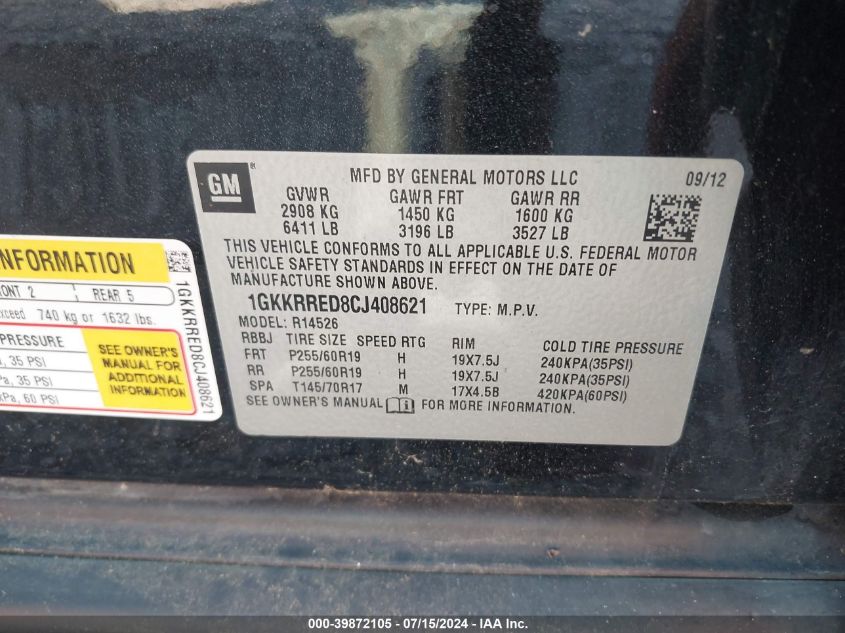 GM ®
MFD BY GENERAL MOTORS LLC 09/12
GVWR GAWR FRT GAWR RR
2908 KG 1450 KG 1600 KG
6411 LB 3196 LB 3527 LB
THIS VEHICLE CONFORMS TO ALL APPLICABLE U.S. FEDERAL MOTOR
VEHICLE SAFETY STANDARDS IN EFFECT ON THE DATE OF
MANUFACTURE SHOWN ABOVE.
1GKKRRED8CJ408621 TYPE: M.P.V.
MODEL: R14526
RBBJ TIRE SIZE SPEED RTG RIM COLD TIRE PRESSURE
FRT P255/60R19 H 19X7.5J 240KPA(35PSI)
RR P255/60R19 H 19X7.5J 240KPA(35PSI)
SPA T145/70R17 M 17X4.5B 420KPA(60PSI)
SEE OWNER'S MANUAL FOR MORE INFORMATION.
NFORMATION
ONT 2 REAR 5
xceed 740 kg or 1632 lbs.
PRESSURE
, 35 PSI
a, 35 PSI
kPa, 60 PSI
SEE OWNER'S
MANUAL FOR
ADDITIONAL
INFORMATION
1GKKRRED8CJ408621
000-39872105 - 07/15/2024 - IAA Inc.